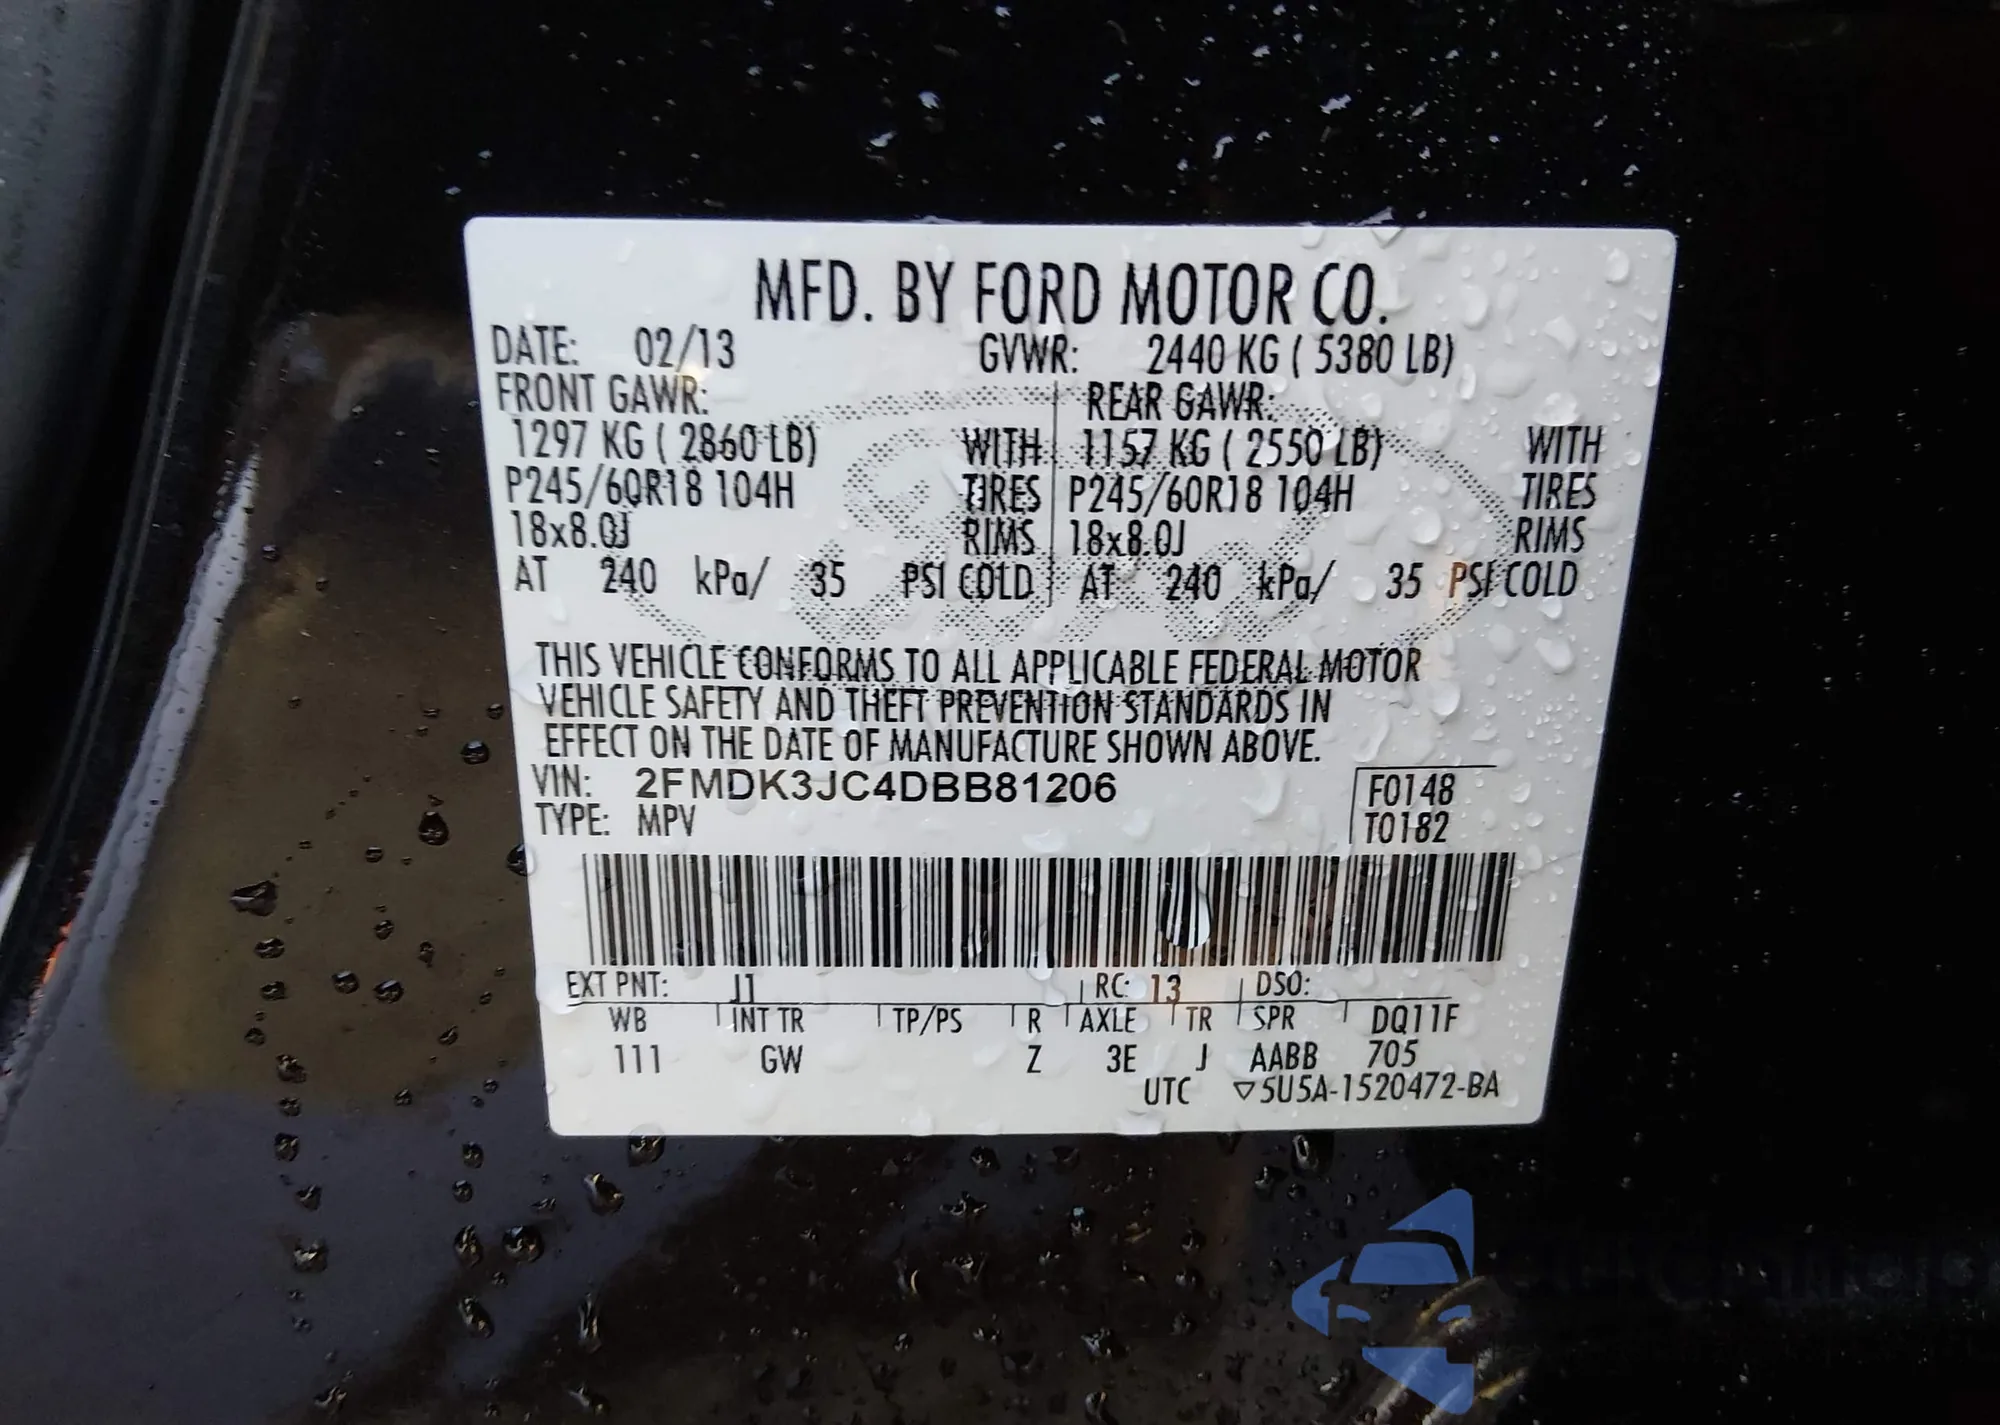 MFD. BY FORD MOTOR CO.
DATE: 02/13 GVWR: 2440 KG ( 5380 LB)
FRONT GAWR: REAR GAWR:
1297 KG ( 2860 LB) WITH 1157 KG ( 2550 LB) WITH
P245/60R18 104H TIRES P245/60R18 104H TIRES
18x8.0J RIMS 18x8.0J RIMS
AT 240 kPa/ 35 PSI COLD AT 240 kPa/ 35 PSI COLD
THIS VEHICLE CONFORMS TO ALL APPLICABLE FEDERAL MOTOR
VEHICLE SAFETY AND THEFT PREVENTION STANDARDS IN
EFFECT ON THE DATE OF MANUFACTURE SHOWN ABOVE.
VIN: 2FMDK3JC4DBB81206 F0148
TYPE: MPV T0182
EXT PNT: J1 RC: 13 DSO:
WB INT TR TP/PS R AXLE TR SPR DQ11F
111 GW Z 3E J AABB 705
UTC ▽5U5A-1520472-BA